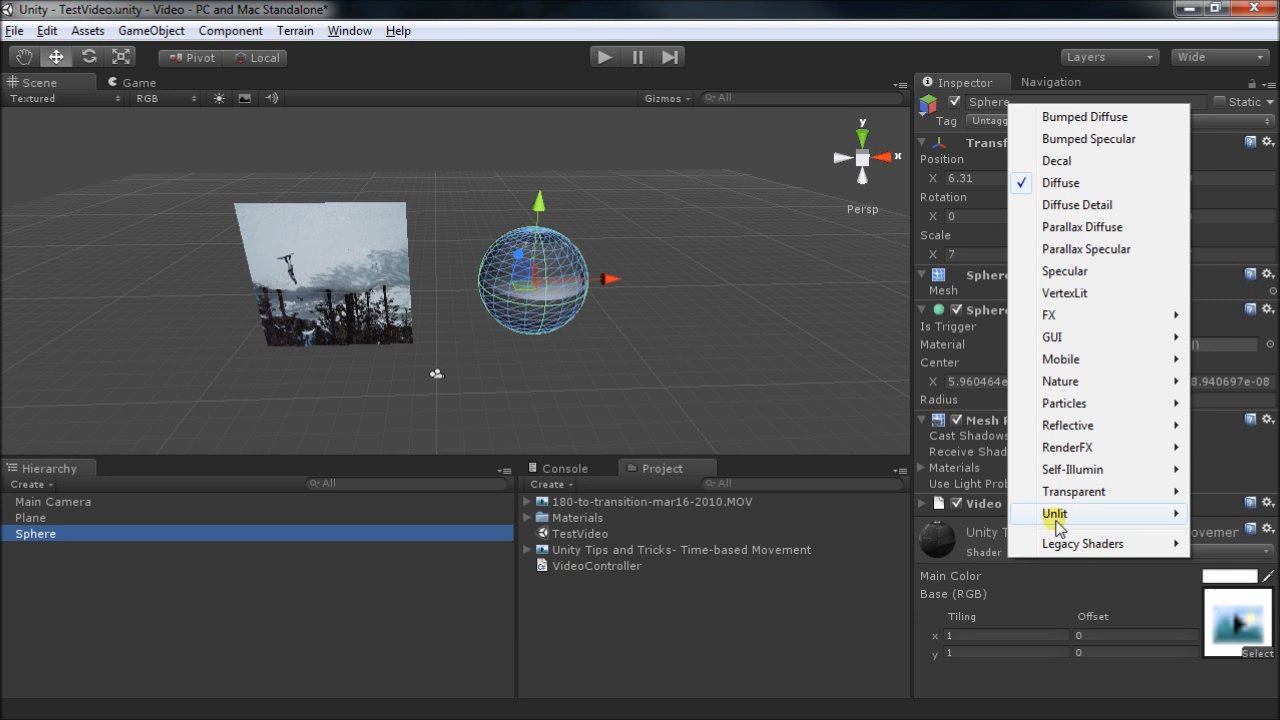 Unity - TestVideo.unity - Video - PC and Mac Standalone*
File Edit Assets GameObject Component Terrain Window Help
Pivot Local Layers Wide
Scene Game
Textured RGB Gizmos All
y
x
Persp
Inspector Navigation
Sphere Static
Tag Untagg
Transf
Position
X 6.31
Rotation
X 0
Scale
X 7
Sphere
Mesh
Sphere
Is Trigger
Material l)
Center
X 5.960464e 8.940697e-08
Radius
Mesh R
Cast Shadows
Receive Shad
Materials
Use Light Prob
Video
Unity T ovemer
Shader
Bumped Diffuse
Bumped Specular
Decal
Diffuse
Diffuse Detail
Parallax Diffuse
Parallax Specular
Specular
VertexLit
FX
GUI
Mobile
Nature
Particles
Reflective
RenderFX
Self-Illumin
Transparent
Unlit
Legacy Shaders
Main Color
Base (RGB)
Tiling Offset
x 1 0
y 1 0
Select
Hierarchy
Create All
Main Camera
Plane
Sphere
Console Project
Create All
180-to-transition-mar16-2010.MOV
Materials
TestVideo
Unity Tips and Tricks- Time-based Movement
VideoController